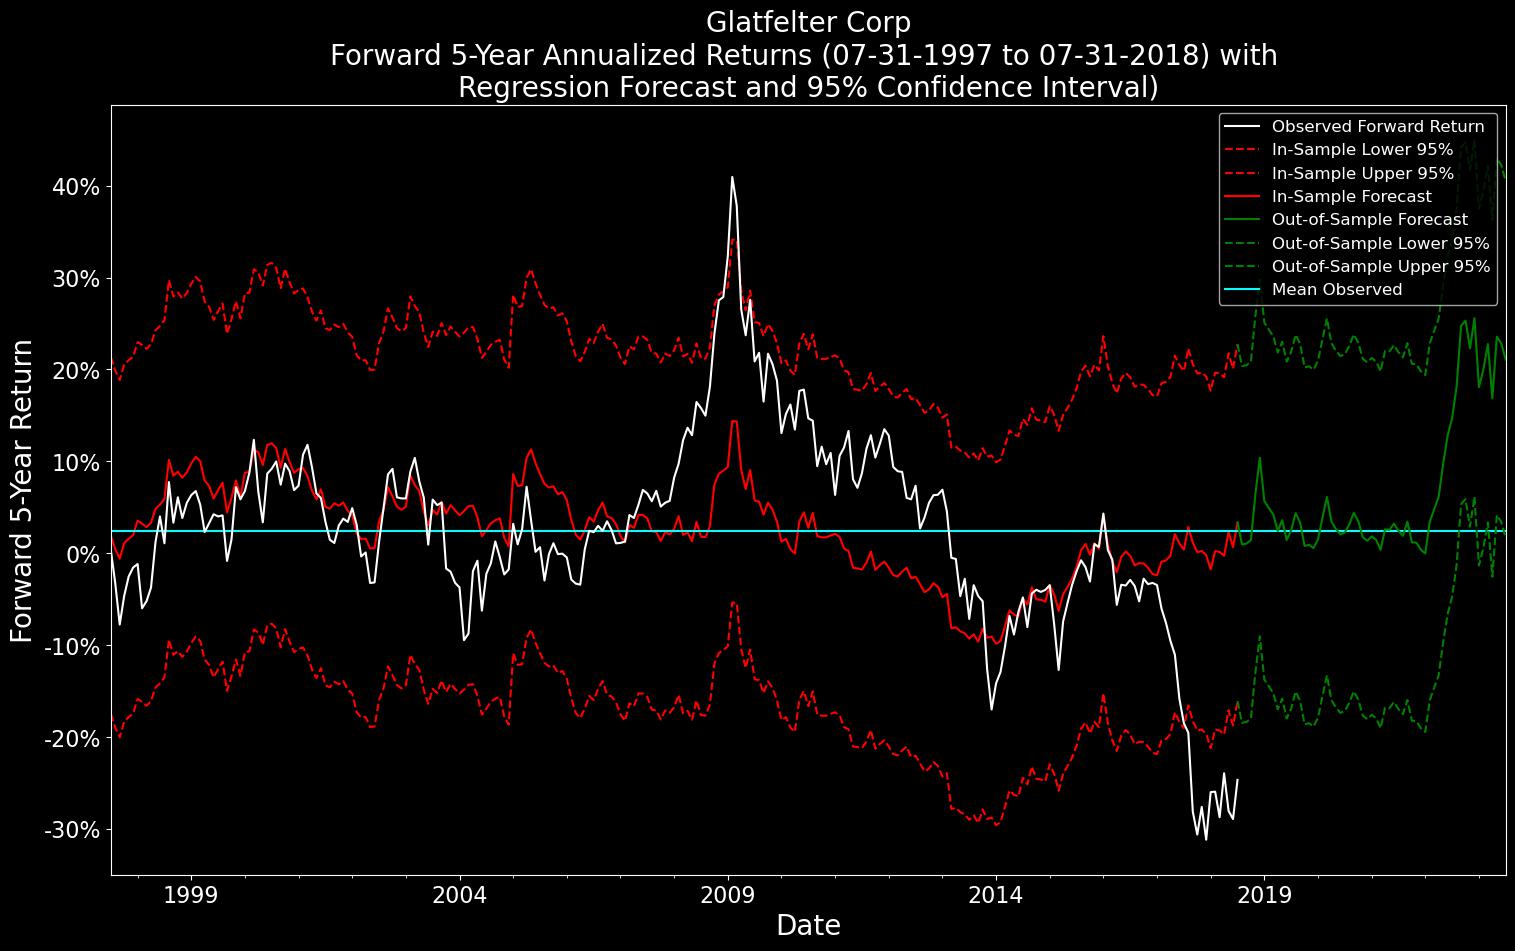 Glatfelter Corp
Forward 5-Year Annualized Returns (07-31-1997 to 07-31-2018) with
Regression Forecast and 95% Confidence Interval)
Observed Forward Return
In-Sample Lower 95%
In-Sample Upper 95%
In-Sample Forecast
Out-of-Sample Forecast
Out-of-Sample Lower 95%
Out-of-Sample Upper 95%
Mean Observed
Forward 5-Year Return
40%
30%
20%
10%
0%
-10%
-20%
-30%
1999
2004
2009
2014
2019
Date